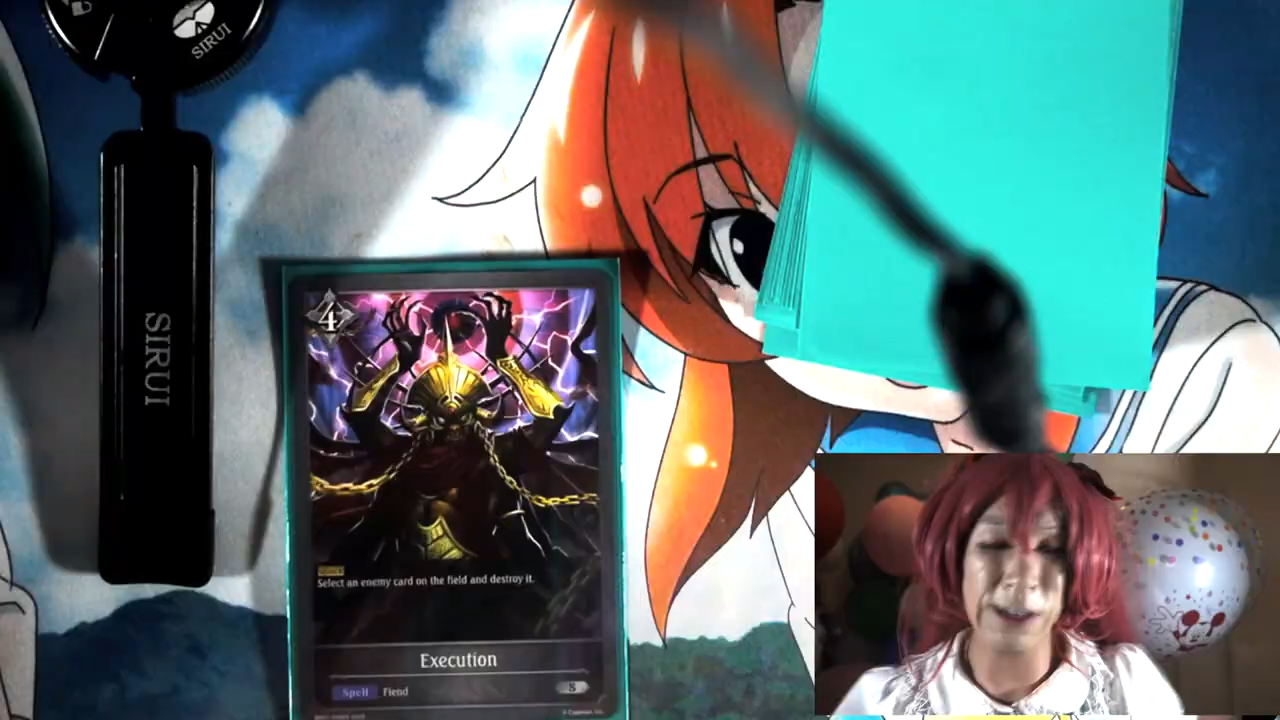 SIRUI
SIRUI
4
Select an enemy card on the field and destroy it.
Execution
Spell Fiend
S